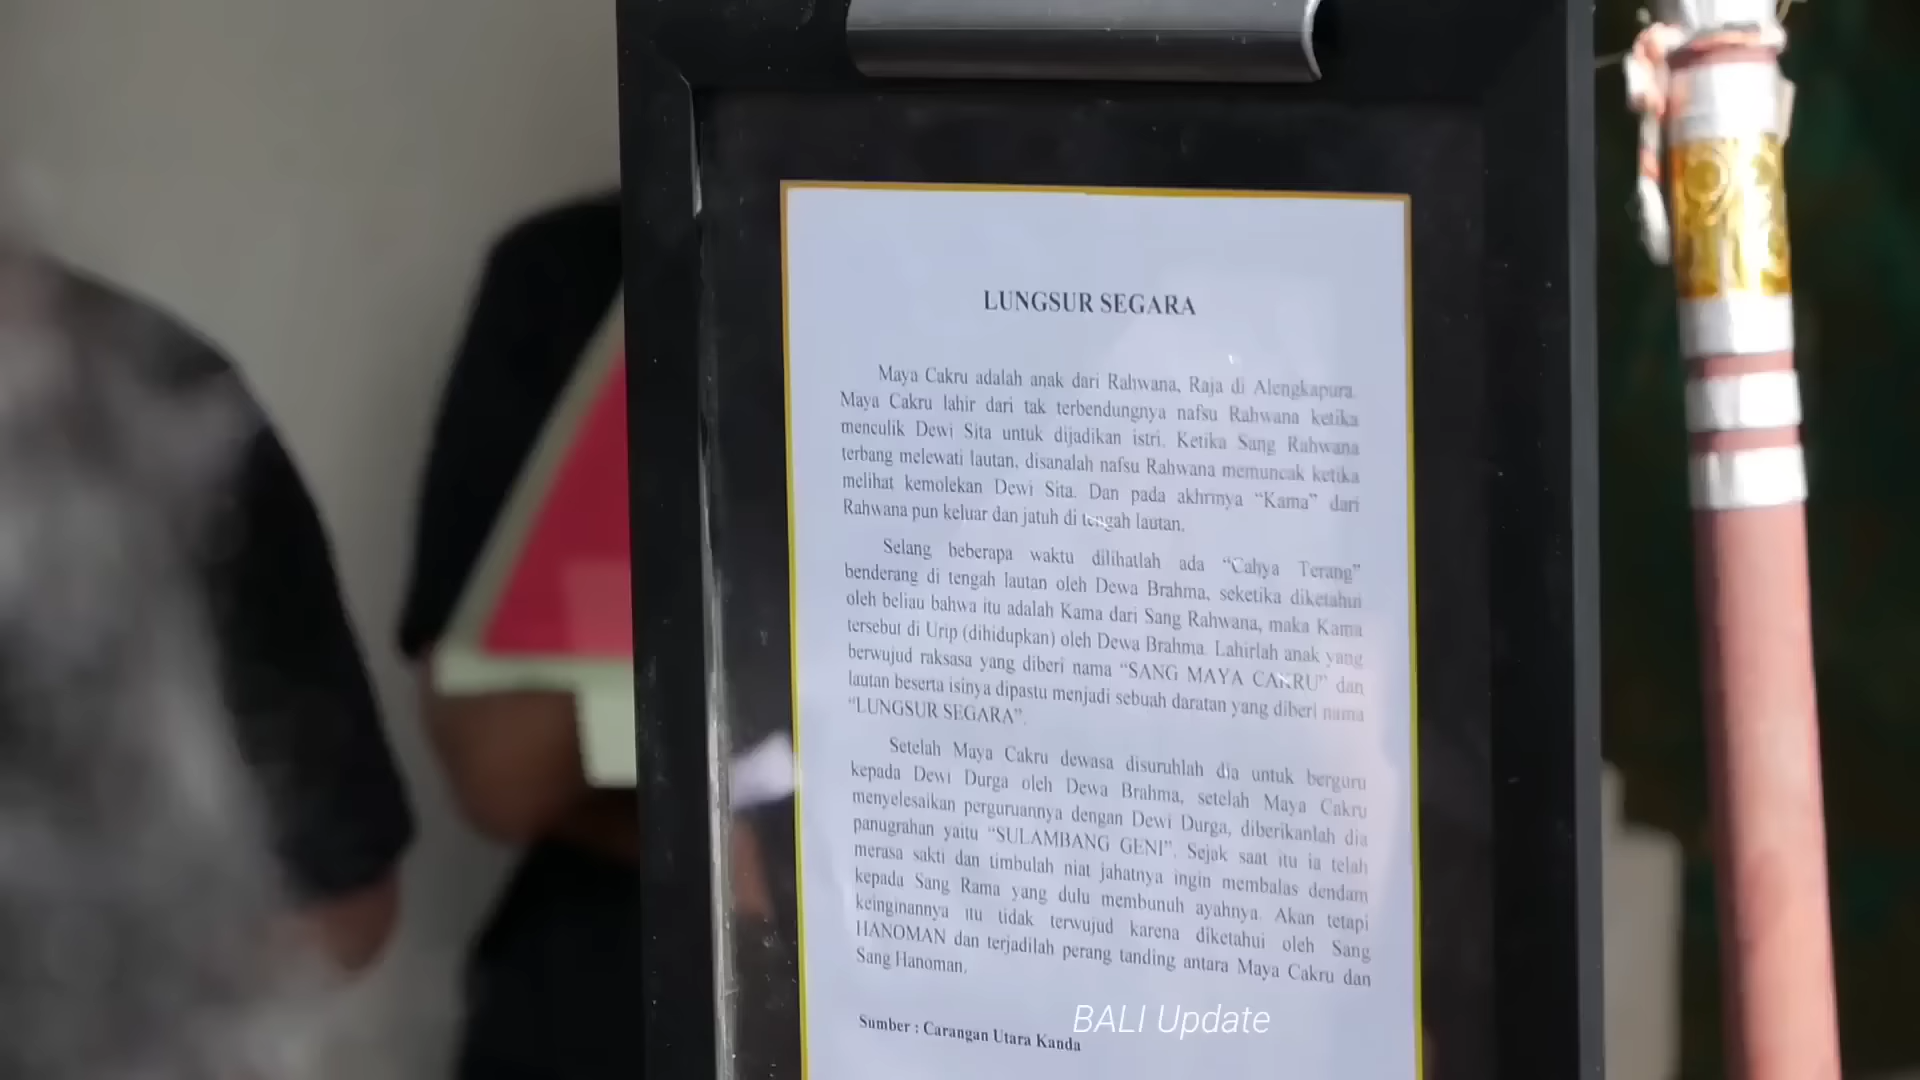 LUNGSUR SEGARA
Maya Cakru adalah anak dari Rahwana, Raja di Alengkapura.
Maya Cakru lahir dari tak terbendungnya nafsu Rahwana ketika
menculik Dewi Sita untuk dijadikan istri. Ketika Sang Rahwana
terbang melewati lautan, disanalah nafsu Rahwana memuncak ketika
melihat kemolekan Dewi Sita. Dan pada akhrnya “Kama” dari
Rahwana pun keluar dan jatuh di tengah lautan.
Selang beberapa waktu dilihatlah ada “Cahya Terang”
benderang di tengah lautan oleh Dewa Brahma, seketika diketahui
oleh beliau bahwa itu adalah Kama dari Sang Rahwana, maka Kama
tersebut di Urip (dihidupkan) oleh Dewa Brahma. Lahirlah anak yang
berwujud raksasa yang diberi nama “SANG MAYA CAKRU” dan
lautan beserta isinya dipastu menjadi sebuah daratan yang diberi nama
“LUNGSUR SEGARA”.
Setelah Maya Cakru dewasa disuruhlah dia untuk berguru
kepada Dewi Durga oleh Dewa Brahma, setelah Maya Cakru
menyelesaikan perguruannya dengan Dewi Durga, diberikanlah dia
panugrahan yaitu “SULAMBANG GENI”. Sejak saat itu ia telah
merasa sakti dan timbulah niat jahatnya ingin membalas dendam
kepada Sang Rama yang dulu membunuh ayahnya. Akan tetapi
keinginannya itu tidak terwujud karena diketahui oleh Sang
HANOMAN dan terjadilah perang tanding antara Maya Cakru dan
Sang Hanoman.
Sumber : Carangan Utara Kanda
BALI Update